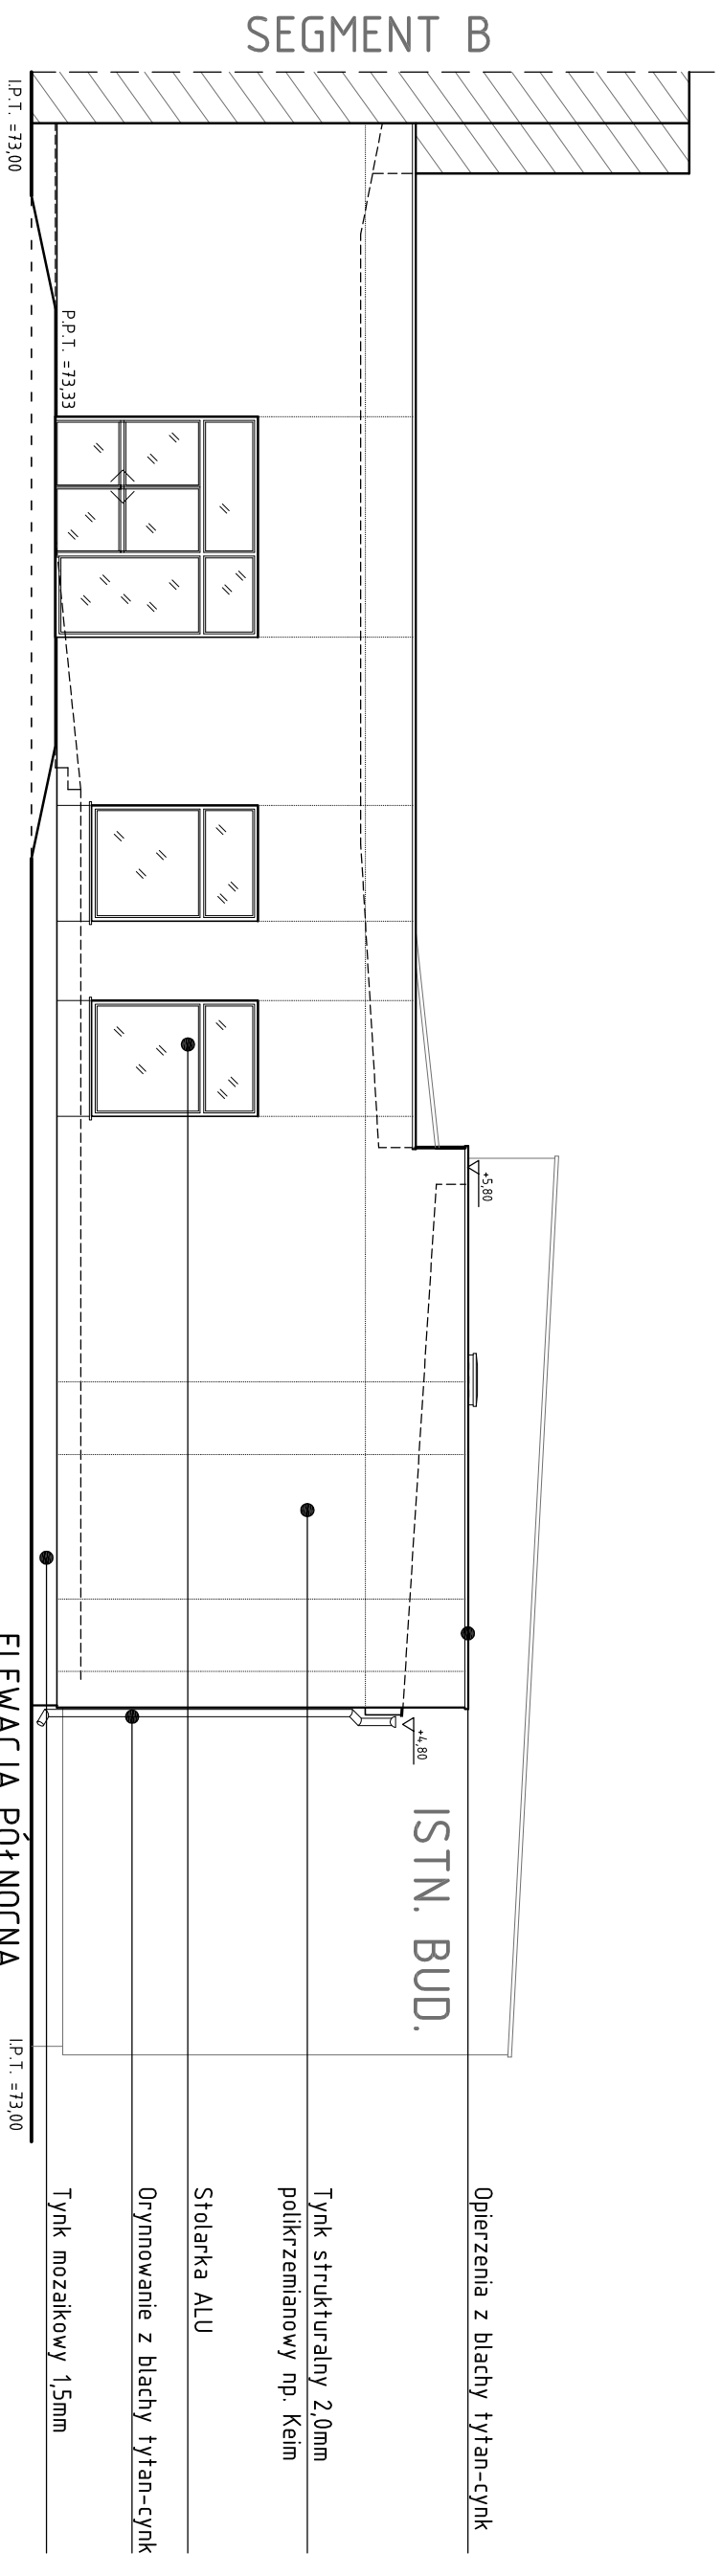 SEGMENT B
I.P.T. =73,00
P.P.T. =73,33
+5,80
+4,80
ISTN. BUD.
ELEWACJA PÓŁNOCNA
I.P.T. =73,00
Opierzenia z blachy tytan-cynk
Tynk strukturalny 2,0mm
polikrzemianowy np. Keim
Stolarka ALU
Orynnowanie z blachy tytan-cynk
Tynk mozaikowy 1,5mm